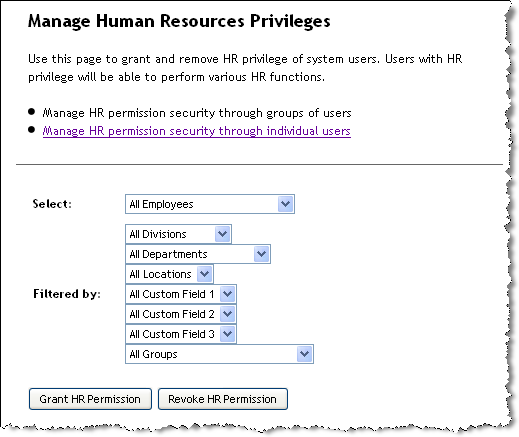 Manage Human Resources Privileges
Use this page to grant and remove HR privilege of system users. Users with HR
privilege will be able to perform various HR functions.
Manage HR permission security through groups of users
Manage HR permission security through individual users
Select: All Employees
All Divisions
All Departments
All Locations
Filtered by: All Custom Field 1
All Custom Field 2
All Custom Field 3
All Groups
Grant HR Permission Revoke HR Permission